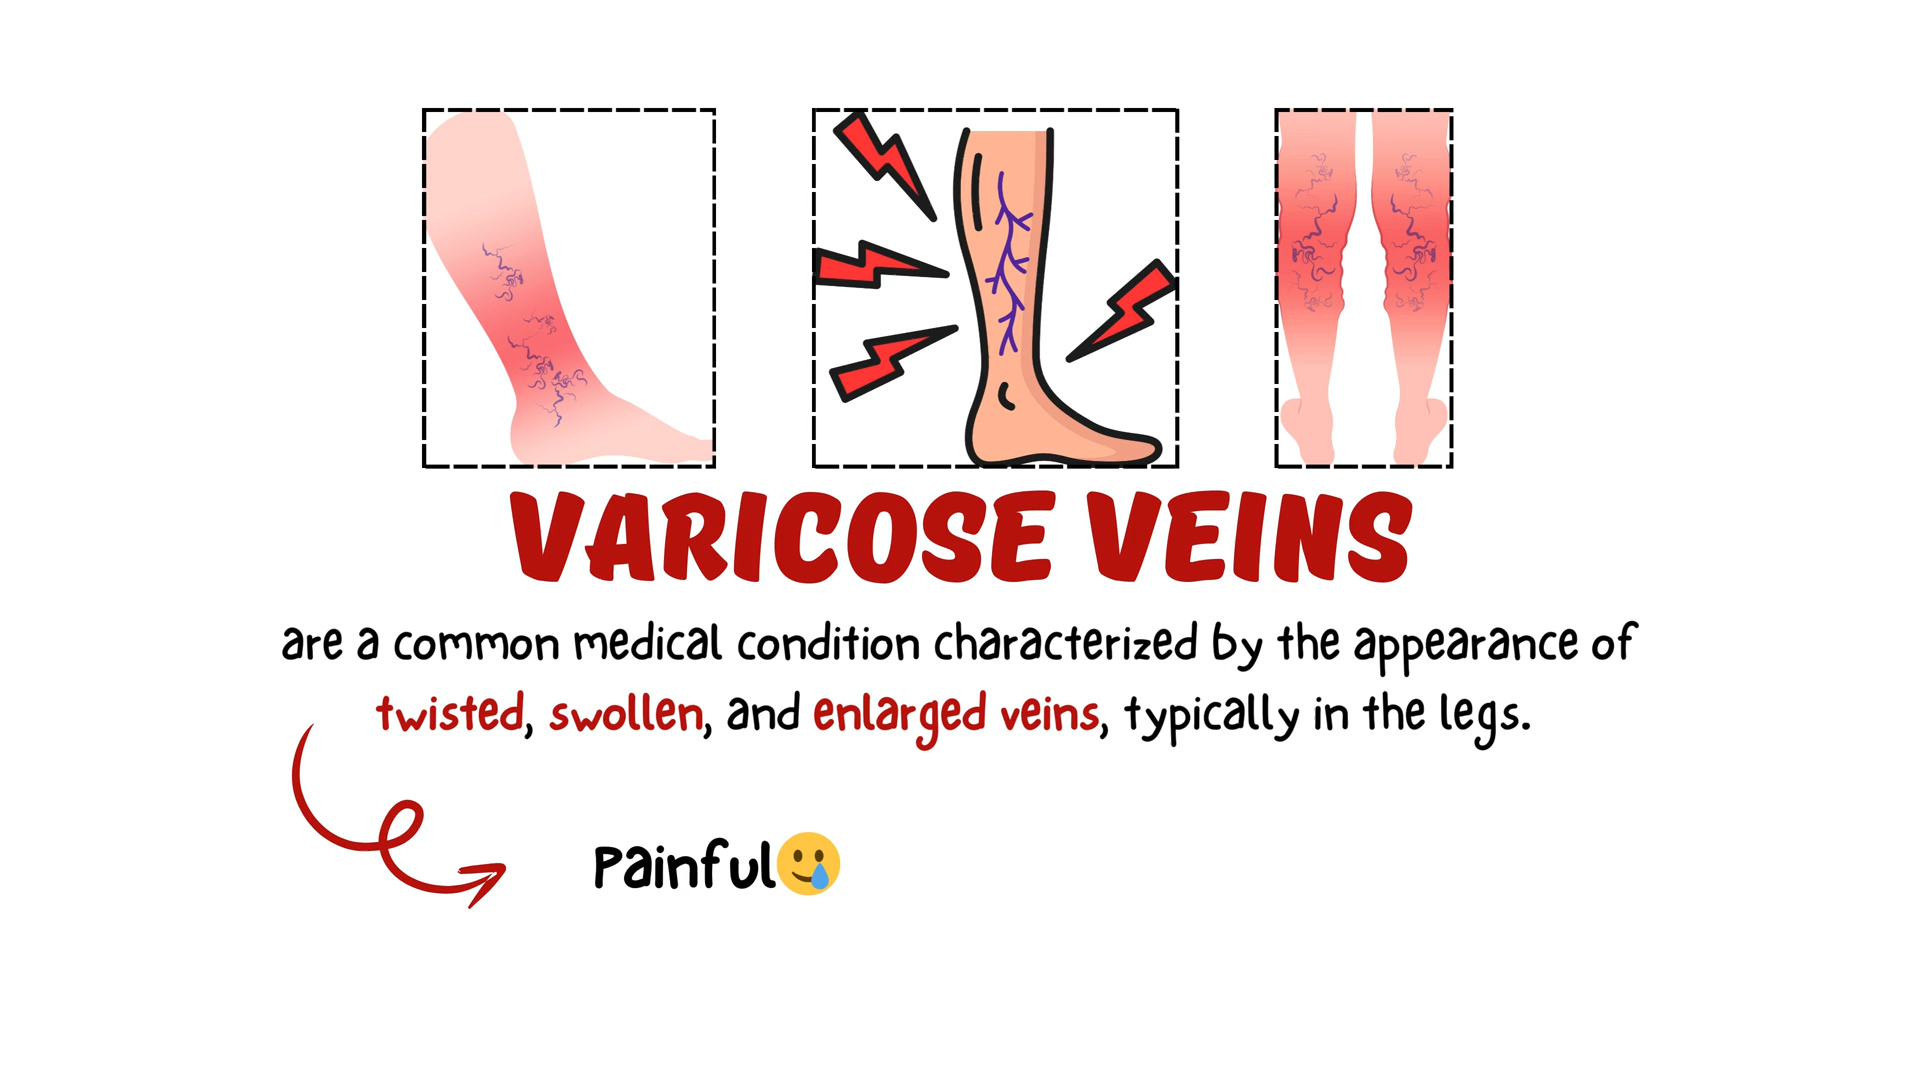 VARICOSE VEINS
are a common medical condition characterized by the appearance of
twisted, swollen, and enlarged veins, typically in the legs.
Painful🥲